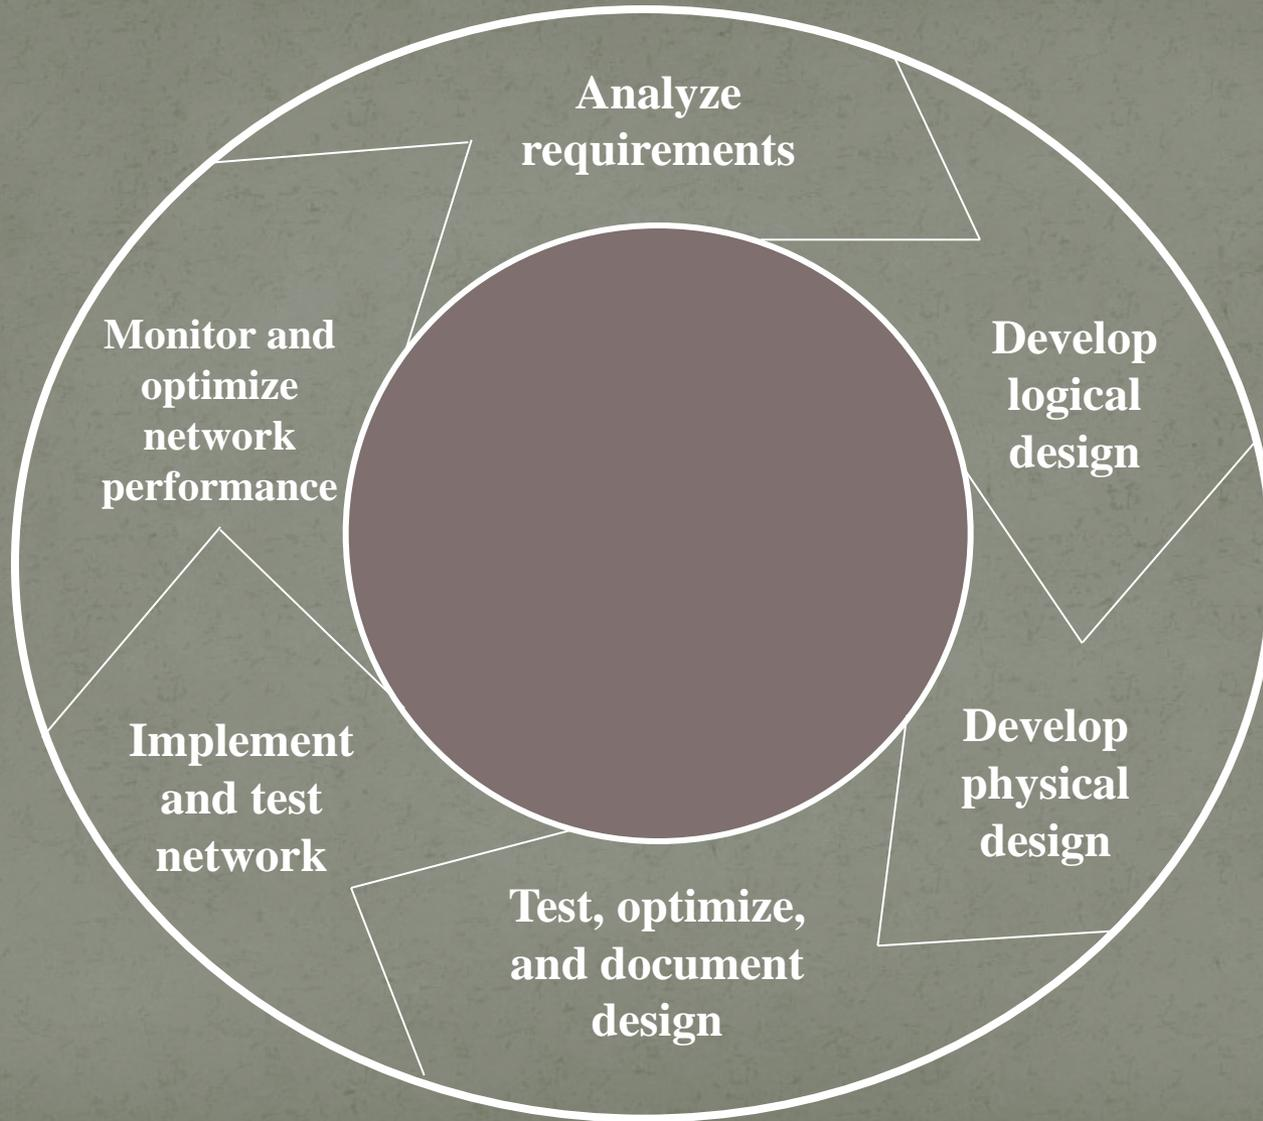 Analyze
requirements
Develop
logical
design
Develop
physical
design
Test, optimize,
and document
design
Implement
and test
network
Monitor and
optimize
network
performance